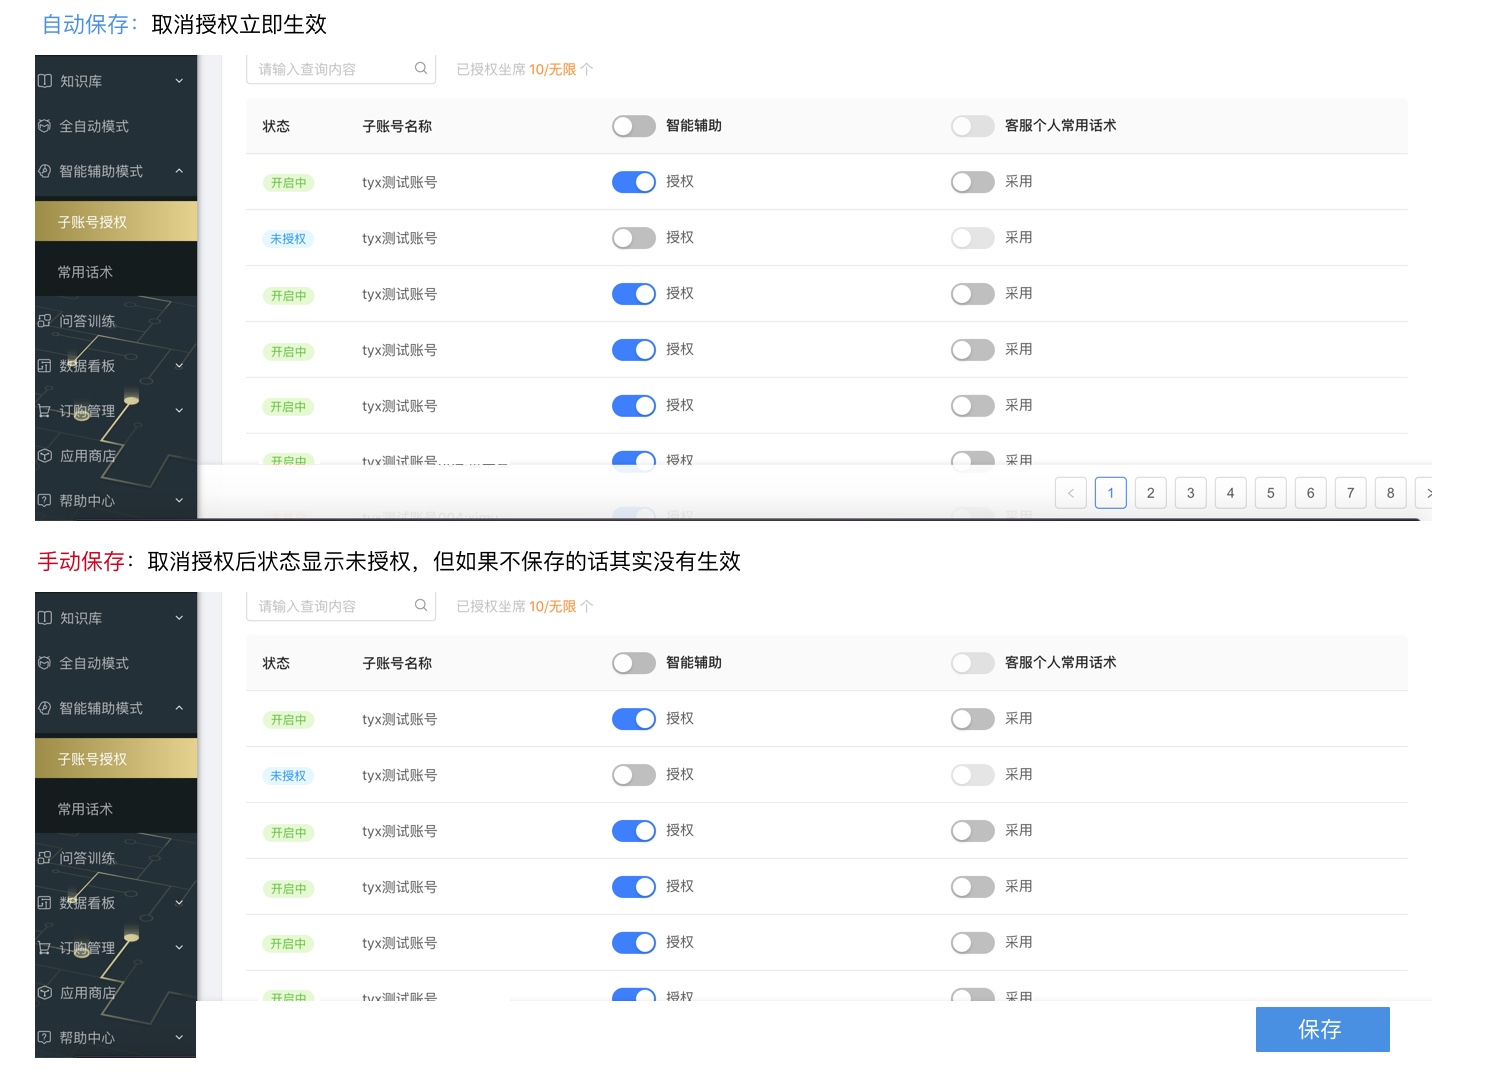 自动保存：取消授权立即生效
请输入查询内容 已授权坐席 10/无限 个
知识库
全自动模式
智能辅助模式
子账号授权
常用话术
问答训练
数据看板
订购管理
应用商店
帮助中心
状态 子账号名称 智能辅助 客服个人常用话术
开启中 tyx测试账号 授权 采用
未授权 tyx测试账号 授权 采用
开启中 tyx测试账号 授权 采用
开启中 tyx测试账号 授权 采用
开启中 tyx测试账号 授权 采用
开启中 tyx测试账号 授权 采用
< 1 2 3 4 5 6 7 8 >
手动保存：取消授权后状态显示未授权，但如果不保存的话其实没有生效
请输入查询内容 已授权坐席 10/无限 个
知识库
全自动模式
智能辅助模式
子账号授权
常用话术
问答训练
数据看板
订购管理
应用商店
帮助中心
状态 子账号名称 智能辅助 客服个人常用话术
开启中 tyx测试账号 授权 采用
未授权 tyx测试账号 授权 采用
开启中 tyx测试账号 授权 采用
开启中 tyx测试账号 授权 采用
开启中 tyx测试账号 授权 采用
开启中 tyx测试账号 授权 采用
保存